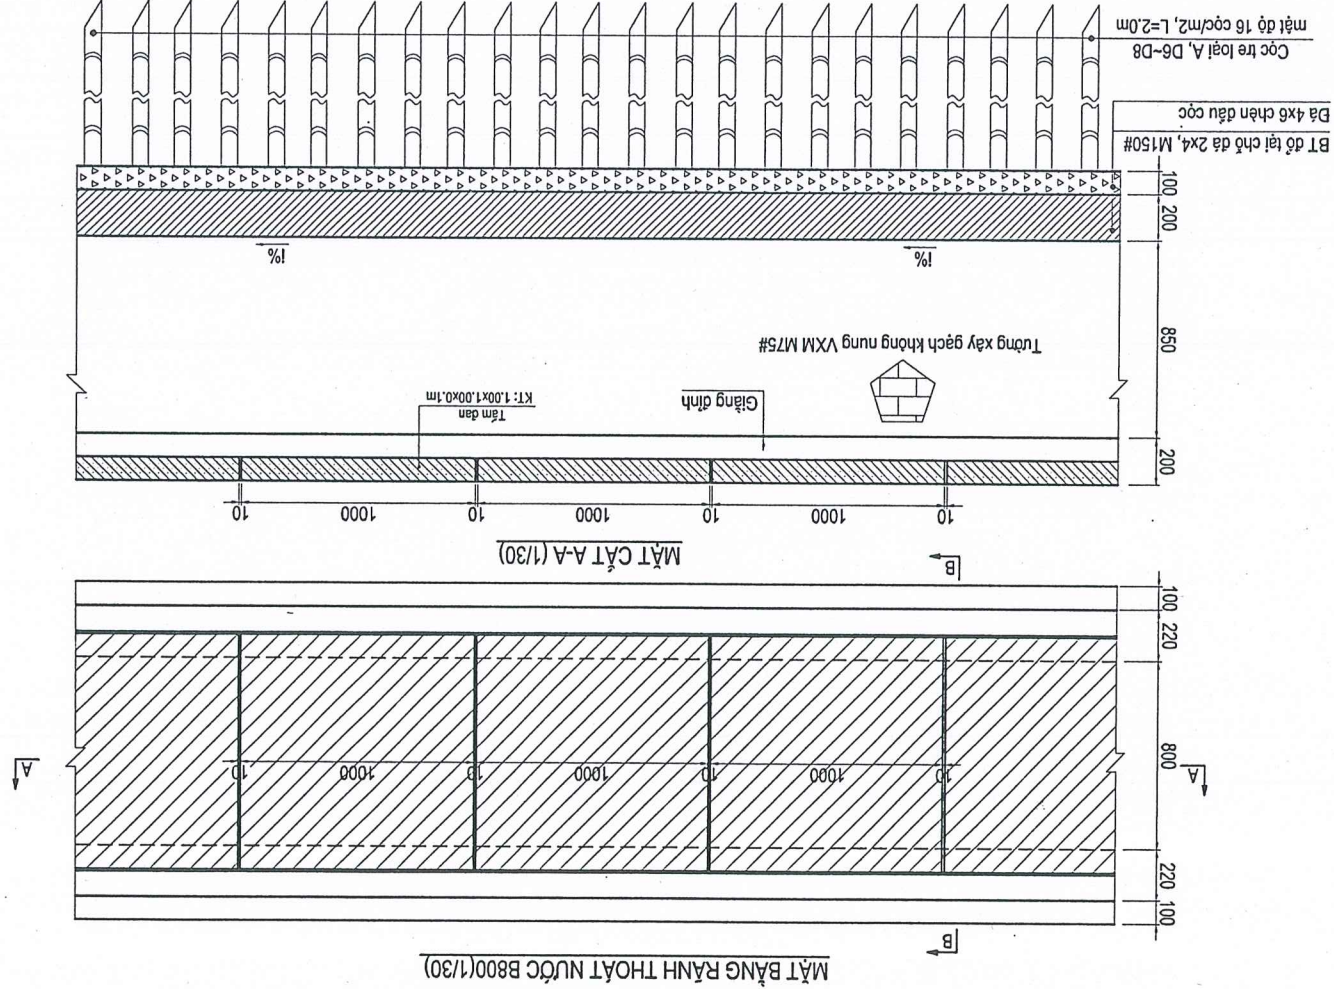 MẶT BẰNG RÃNH THOÁT NƯỚC B800(1/30)
B
100
220
10 1000 10 1000 10 1000 10
A
800
A
220
100
B
MẶT CẮT A-A (1/30)
10 1000 10 1000 10 1000 10
200
Giằng đỉnh
Tấm đan
KT: 1.00x1.00x0.1m
Tường xây gạch không nung VXM M75#
850
i%
i%
200
100
BT đổ tại chỗ đá 2x4, M150#
Đá 4x6 chèn đầu cọc
Cọc tre loại A, D6~D8
mật độ 16 cọc/m2, L=2.0m